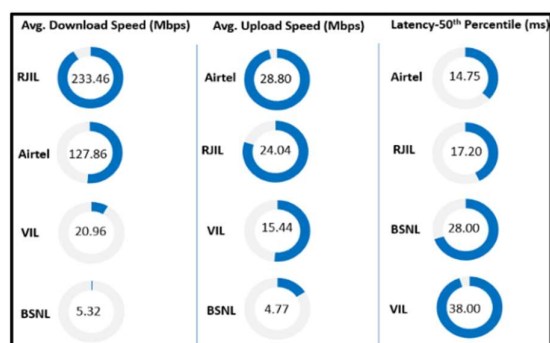 Avg. Download Speed (Mbps)
RJIL 233.46
Airtel 127.86
VIL 20.96
BSNL 5.32
Avg. Upload Speed (Mbps)
Airtel 28.80
RJIL 24.04
VIL 15.44
BSNL 4.77
Latency-50th Percentile (ms)
Airtel 14.75
RJIL 17.20
BSNL 28.00
VIL 38.00